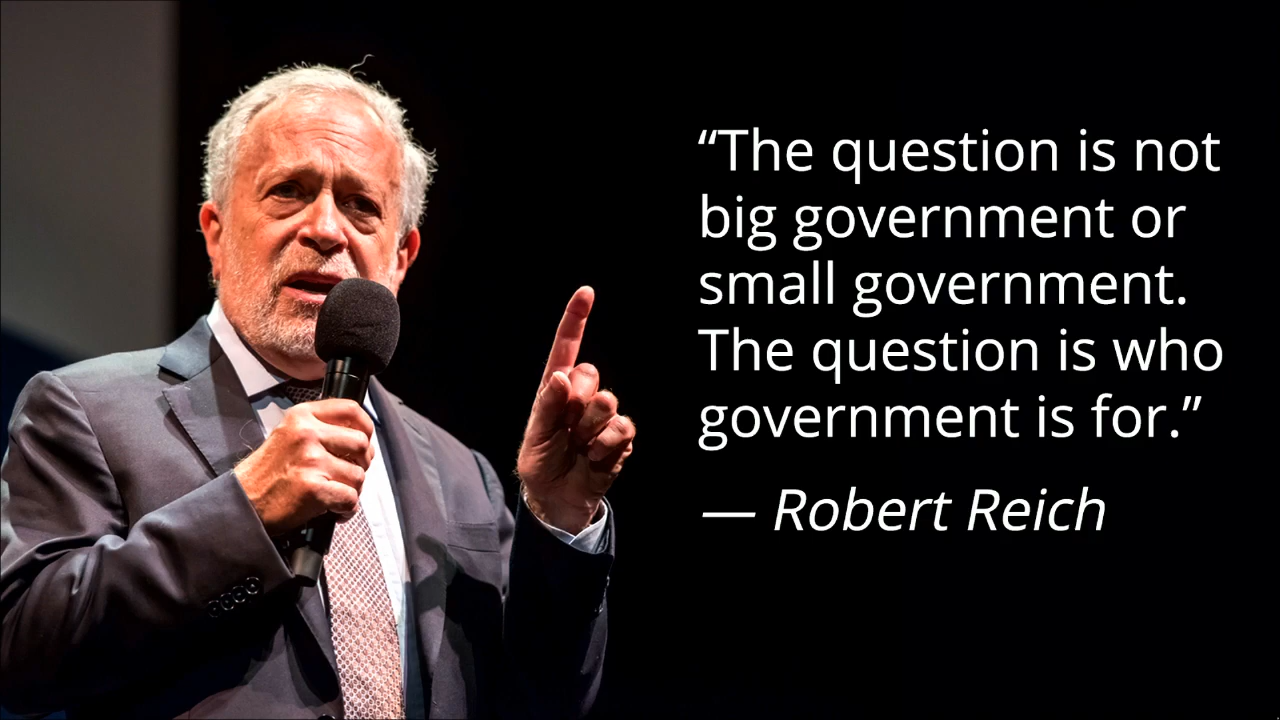 “The question is not
big government or
small government.
The question is who
government is for.”
— Robert Reich